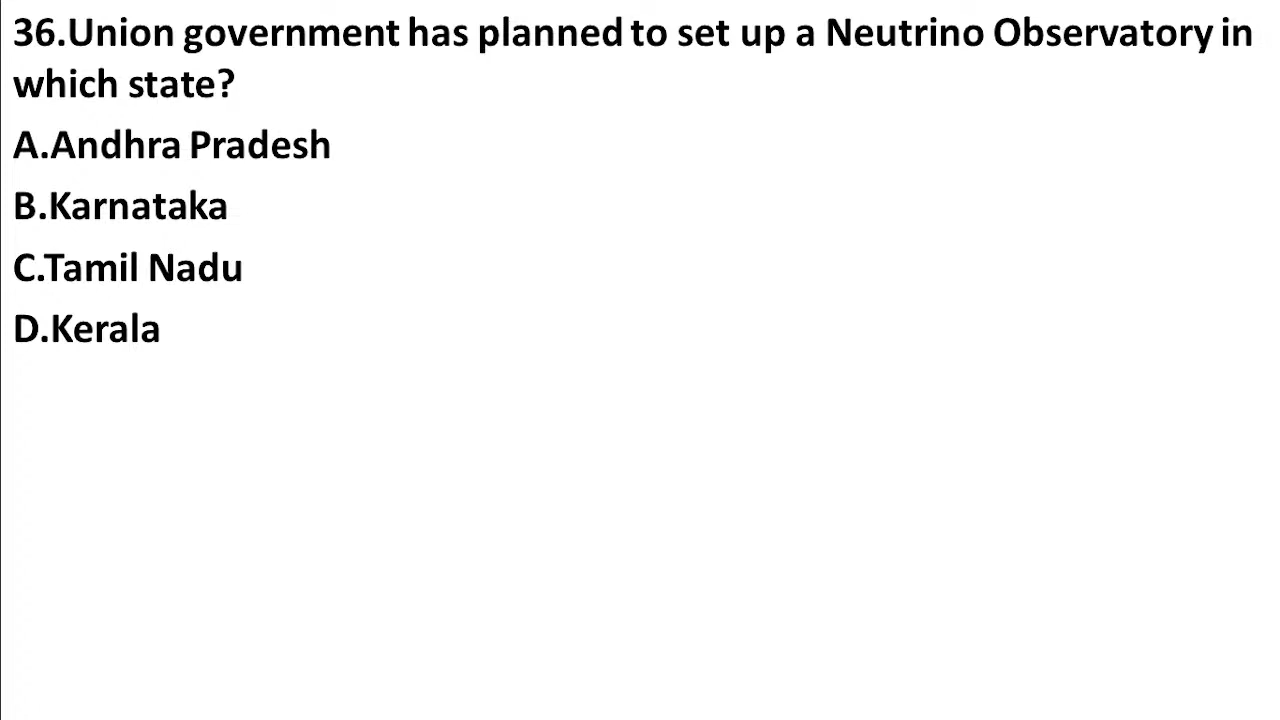 36.Union government has planned to set up a Neutrino Observatory in
which state?
A.Andhra Pradesh
B.Karnataka
C.Tamil Nadu
D.Kerala